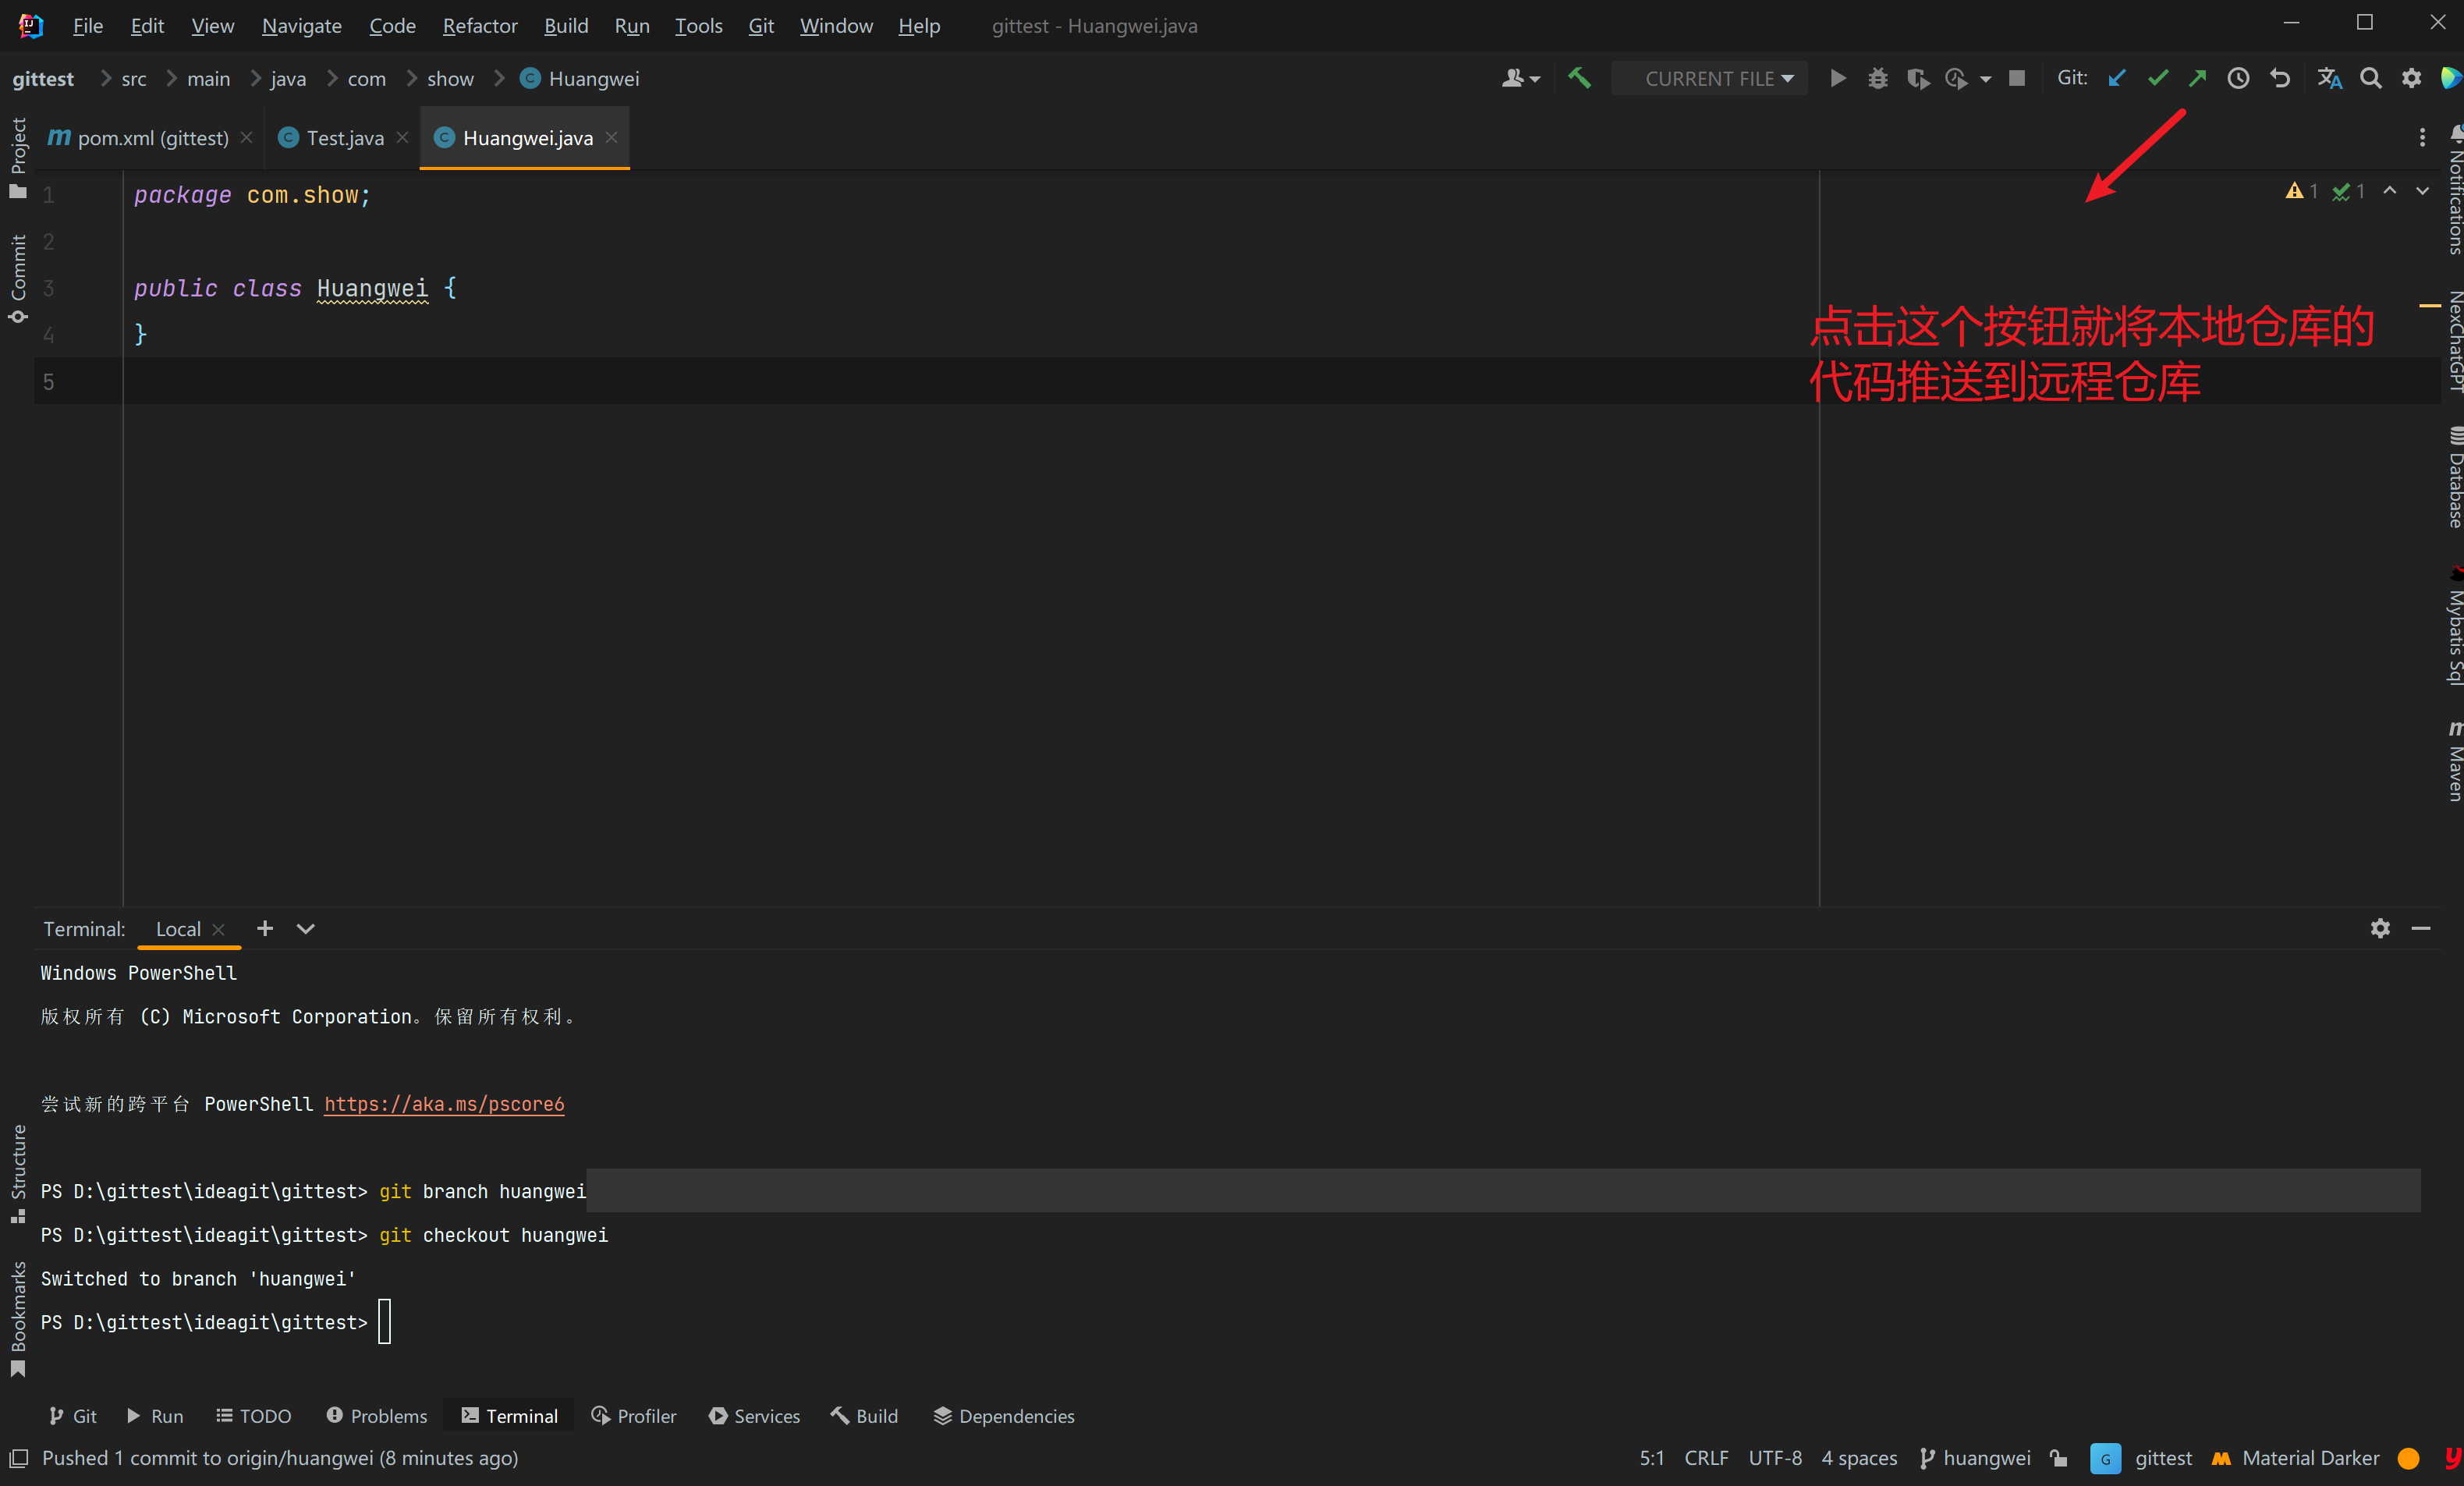 File Edit View Navigate Code Refactor Build Run Tools Git Window Help gittest - Huangwei.java
gittest src main java com show Huangwei CURRENT FILE Git:
pom.xml (gittest) Test.java Huangwei.java
Project
Commit
Structure
Bookmarks
1 package com.show;
2
3 public class Huangwei {
4 }
5
1 1
点击这个按钮就将本地仓库的
代码推送到远程仓库
Notifications
NexChatGPT
Database
Mybatis Sql
Maven
Terminal: Local
Windows PowerShell
版权所有 (C) Microsoft Corporation。保留所有权利。
尝试新的跨平台 PowerShell https://aka.ms/pscore6
PS D:\gittest\ideagit\gittest> git branch huangwei
PS D:\gittest\ideagit\gittest> git checkout huangwei
Switched to branch 'huangwei'
PS D:\gittest\ideagit\gittest>
Git Run TODO Problems Terminal Profiler Services Build Dependencies
Pushed 1 commit to origin/huangwei (8 minutes ago) 5:1 CRLF UTF-8 4 spaces huangwei G gittest Material Darker